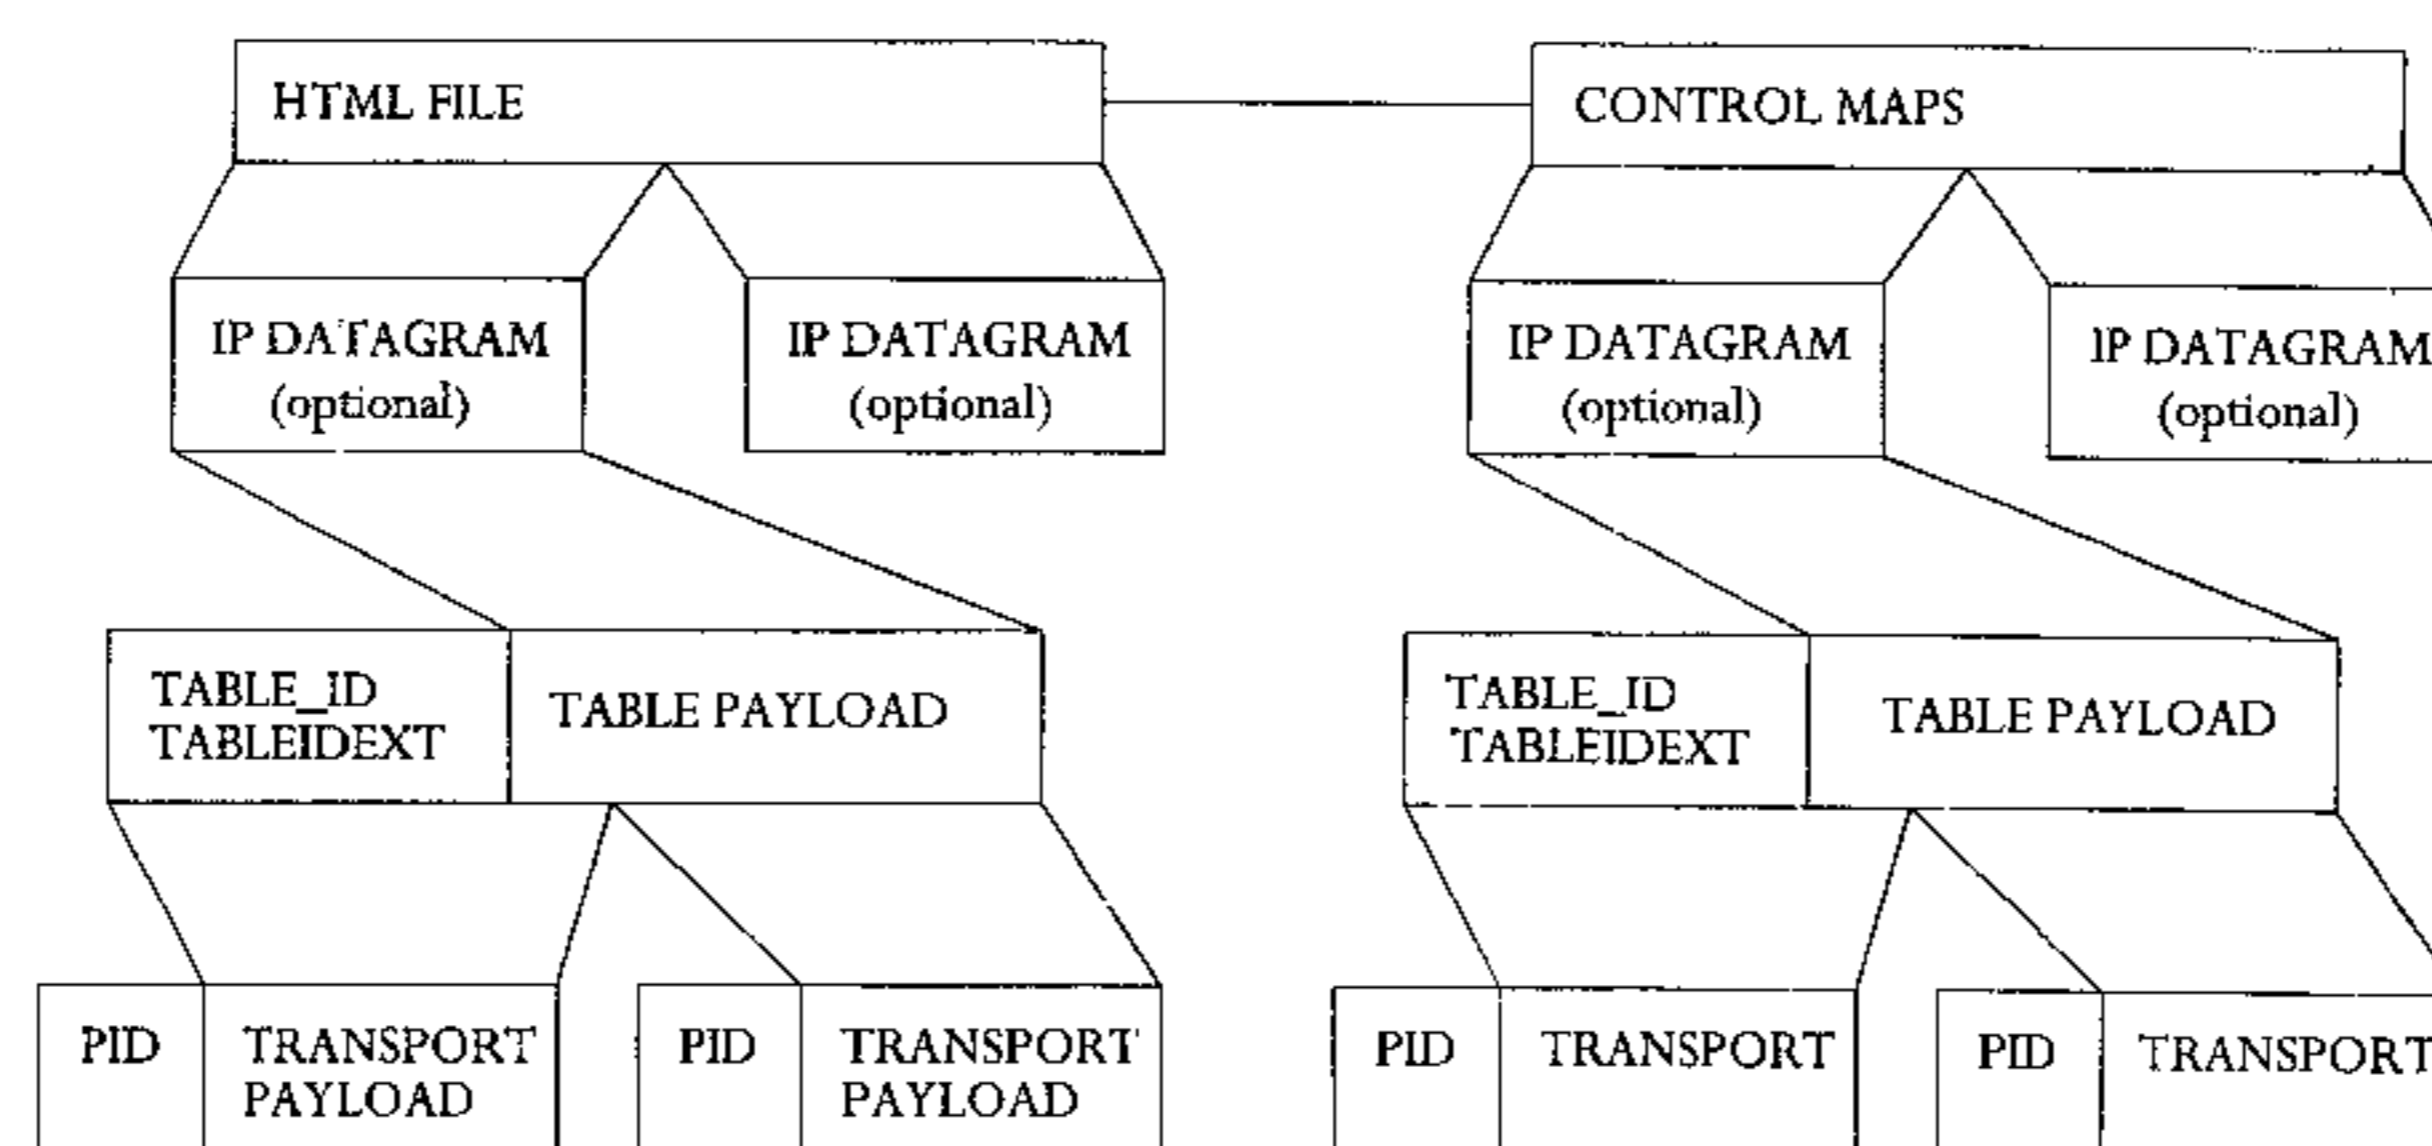 HTML FILE
CONTROL MAPS
IP DATAGRAM
(optional)
IP DATAGRAM
(optional)
IP DATAGRAM
(optional)
IP DATAGRAM
(optional)
TABLE_ID
TABLEIDEXT
TABLE PAYLOAD
TABLE_ID
TABLEIDEXT
TABLE PAYLOAD
PID
TRANSPORT
PAYLOAD
PID
TRANSPORT
PAYLOAD
PID
TRANSPORT
PID
TRANSPORT